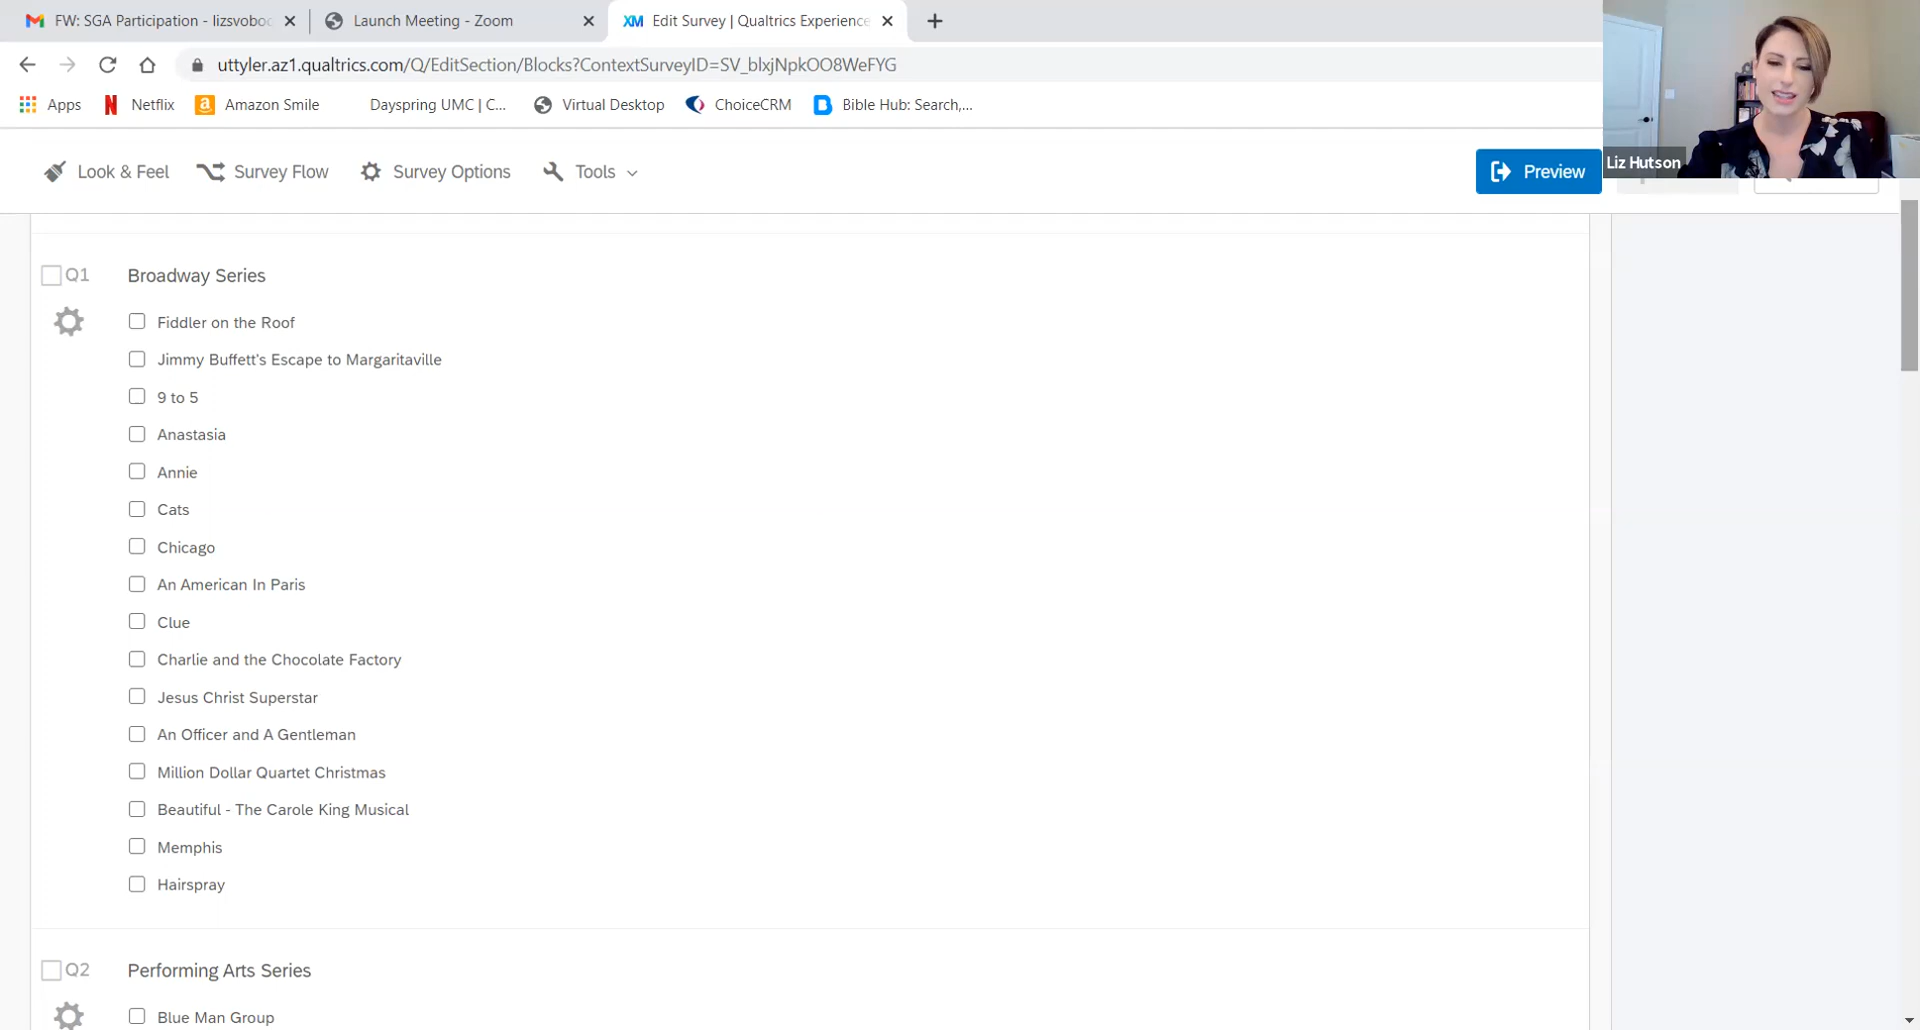 FW: SGA Participation - lizsvoboc
Launch Meeting - Zoom
XM Edit Survey | Qualtrics Experience
uttyler.az1.qualtrics.com/Q/EditSection/Blocks?ContextSurveyID=SV_blxjNpkOO8WeFYG
Apps
Netflix
Amazon Smile
Dayspring UMC | C...
Virtual Desktop
ChoiceCRM
Bible Hub: Search,...
Look & Feel
Survey Flow
Survey Options
Tools
Preview
Liz Hutson
Q1
Broadway Series
Fiddler on the Roof
Jimmy Buffett's Escape to Margaritaville
9 to 5
Anastasia
Annie
Cats
Chicago
An American In Paris
Clue
Charlie and the Chocolate Factory
Jesus Christ Superstar
An Officer and A Gentleman
Million Dollar Quartet Christmas
Beautiful - The Carole King Musical
Memphis
Hairspray
Q2
Performing Arts Series
Blue Man Group